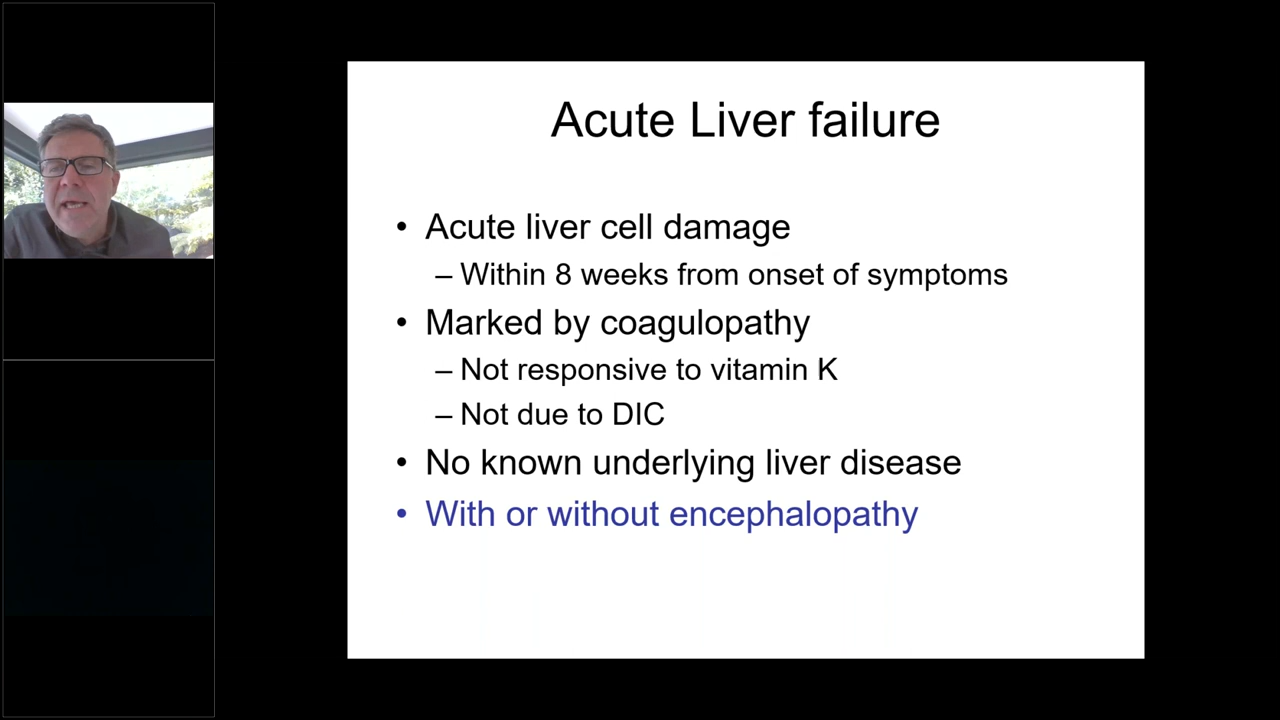 Acute Liver failure
• Acute liver cell damage
– Within 8 weeks from onset of symptoms
• Marked by coagulopathy
– Not responsive to vitamin K
– Not due to DIC
• No known underlying liver disease
• With or without encephalopathy